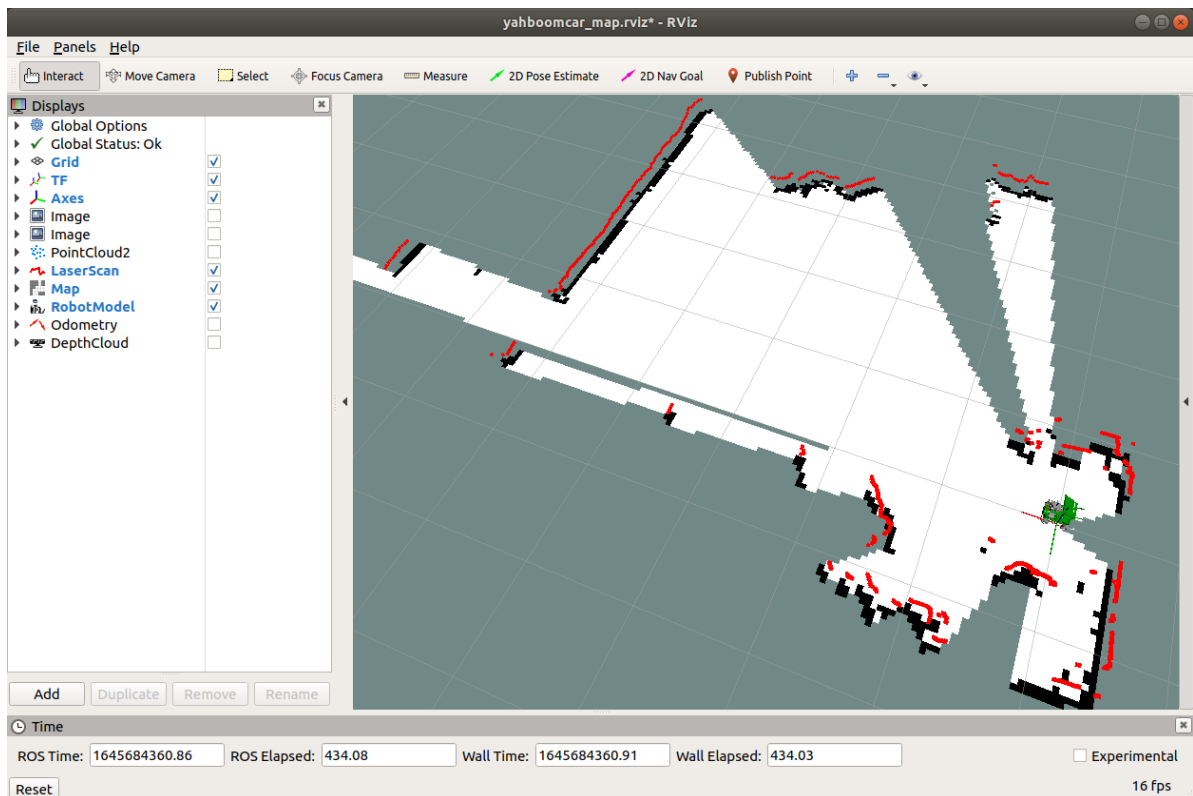 yahboomcar_map.rviz* - RViz
File Panels Help
Interact Move Camera Select Focus Camera Measure 2D Pose Estimate 2D Nav Goal Publish Point
Displays
Global Options
Global Status: Ok
Grid
TF
Axes
Image
Image
PointCloud2
LaserScan
Map
RobotModel
Odometry
DepthCloud
Add Duplicate Remove Rename
Time
ROS Time: 1645684360.86 ROS Elapsed: 434.08 Wall Time: 1645684360.91 Wall Elapsed: 434.03 Experimental
Reset 16 fps